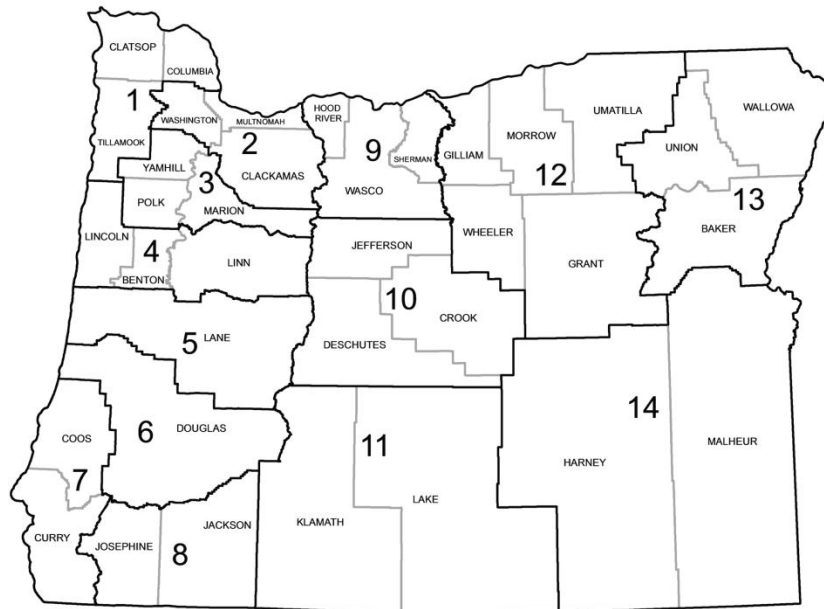 CLATSOP
COLUMBIA
1
WASHINGTON
MULTNOMAH
TILLAMOOK
2
YAMHILL
CLACKAMAS
3
POLK
MARION
HOOD
RIVER
9
SHERMAN
WASCO
GILLIAM
MORROW
UMATILLA
12
UNION
WALLOWA
13
BAKER
LINCOLN
4
BENTON
LINN
JEFFERSON
WHEELER
GRANT
10
CROOK
DESCHUTES
5
LANE
6
DOUGLAS
COOS
7
CURRY
JOSEPHINE
8
JACKSON
11
KLAMATH
LAKE
14
HARNEY
MALHEUR